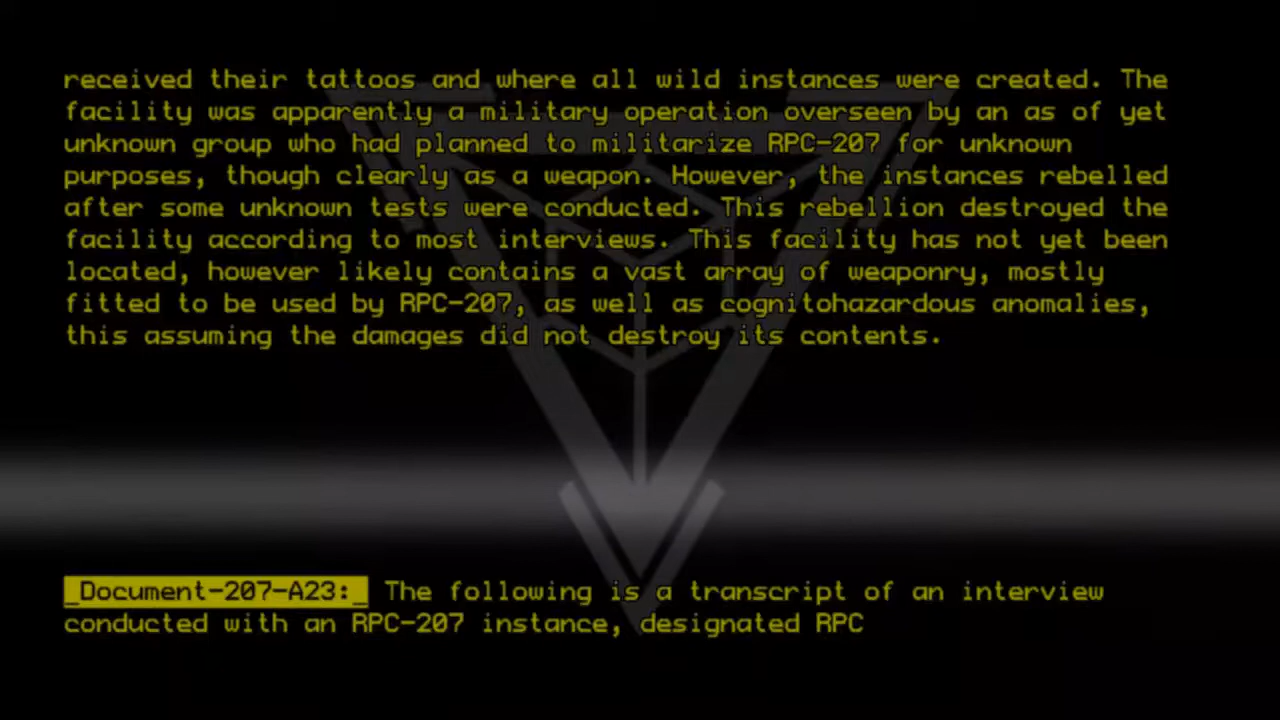 received their tattoos and where all wild instances were created. The
facility was apparently a military operation overseen by an as of yet
unknown group who had planned to militarize RPC-207 for unknown
purposes, though clearly as a weapon. However, the instances rebelled
after some unknown tests were conducted. This rebellion destroyed the
facility according to most interviews. This facility has not yet been
located, however likely contains a vast array of weaponry, mostly
fitted to be used by RPC-207, as well as cognitohazardous anomalies,
this assuming the damages did not destroy its contents.
_Document-207-A23:_ The following is a transcript of an interview
conducted with an RPC-207 instance, designated RPC